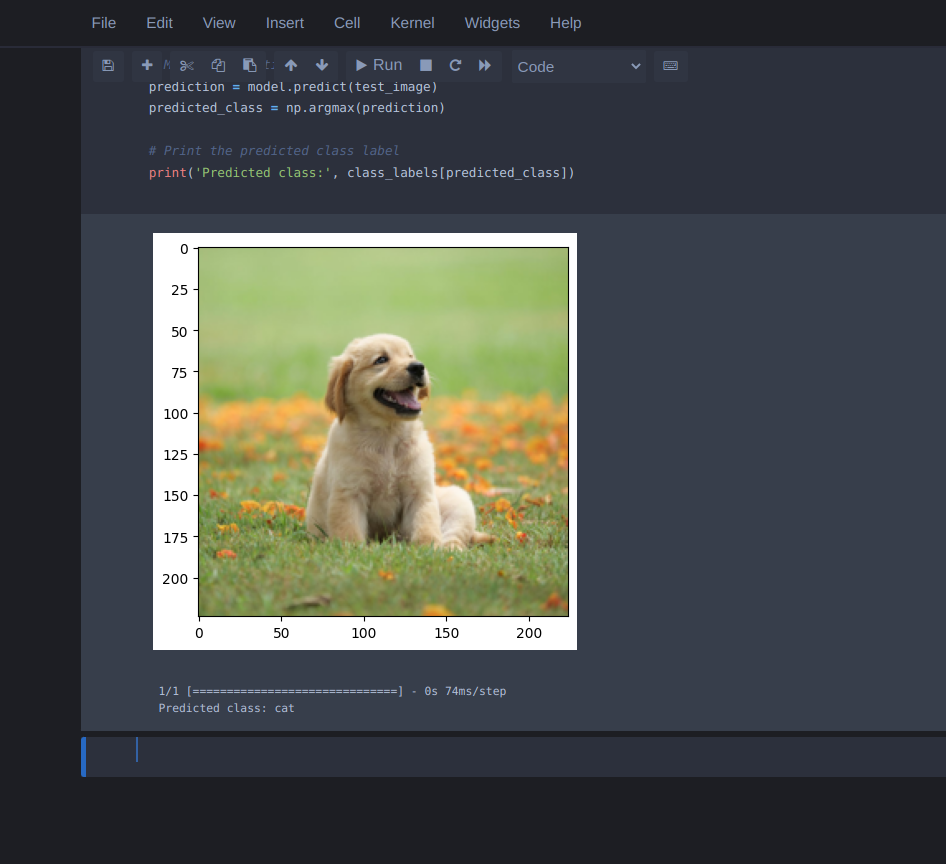 File Edit View Insert Cell Kernel Widgets Help
Run Code
prediction = model.predict(test_image)
predicted_class = np.argmax(prediction)
# Print the predicted class label
print('Predicted class:', class_labels[predicted_class])
0
25
50
75
100
125
150
175
200
0 50 100 150 200
1/1 [==============================] - 0s 74ms/step
Predicted class: cat